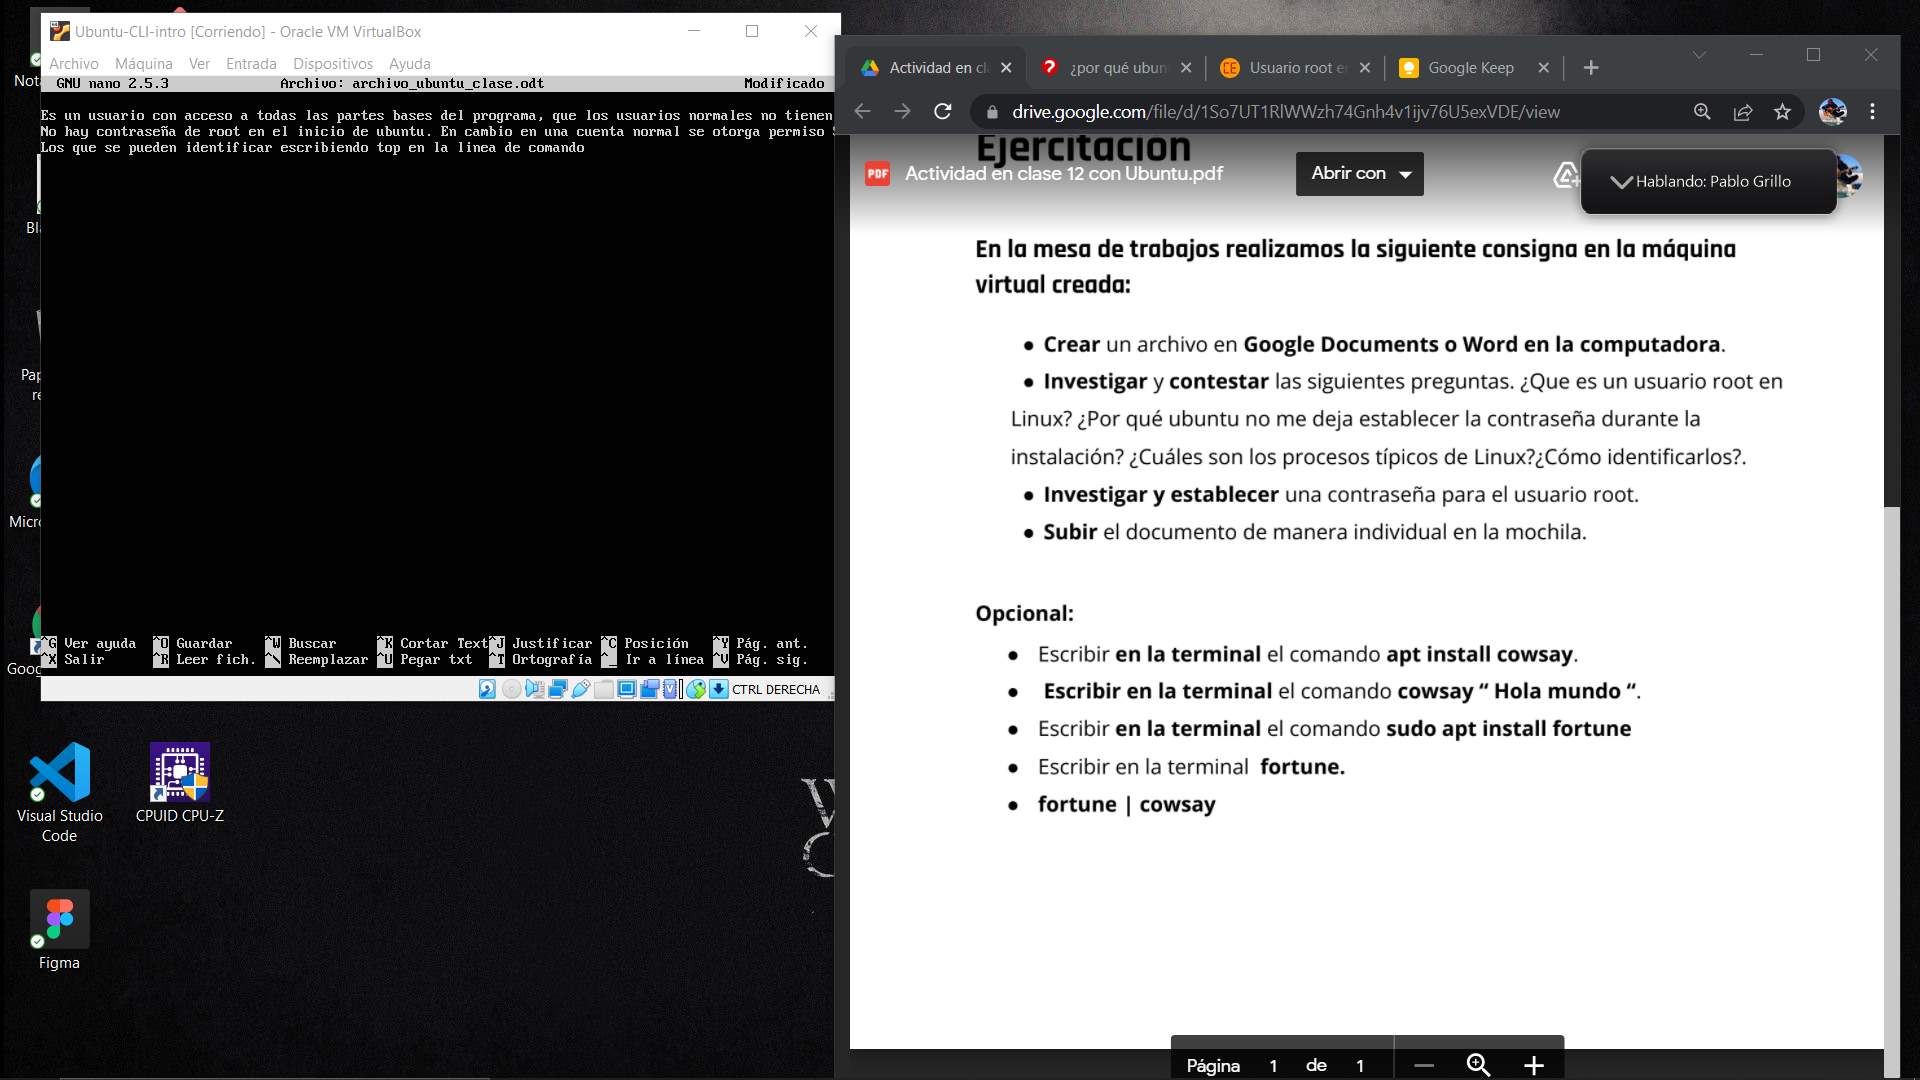 Ubuntu-CLI-intro [Corriendo] - Oracle VM VirtualBox
Archivo Máquina Ver Entrada Dispositivos Ayuda
GNU nano 2.5.3 Archivo: archivo_ubuntu_clase.odt Modificado
Es un usuario con acceso a todas las partes bases del programa, que los usuarios normales no tienen
No hay contraseña de root en el inicio de ubuntu. En cambio en una cuenta normal se otorga permiso
Los que se pueden identificar escribiendo top en la linea de comando
^G Ver ayuda ^O Guardar ^W Buscar ^K Cortar Text ^J Justificar ^C Posición ^Y Pág. ant.
^X Salir ^R Leer fich. ^\ Reemplazar ^U Pegar txt ^T Ortografía ^_ Ir a línea ^V Pág. sig.
CTRL DERECHA
Nota
Bl
Pap
re
Micr
Goo
Visual Studio
Code
CPUID CPU-Z
Figma
Actividad en cl
¿por qué ubun
Usuario root e
Google Keep
drive.google.com/file/d/1So7UT1RlWWzh74Gnh4v1ijv76U5exVDE/view
Ejercitación
PDF Actividad en clase 12 con Ubuntu.pdf
Abrir con
Hablando: Pablo Grillo
En la mesa de trabajos realizamos la siguiente consigna en la máquina
virtual creada:
● Crear un archivo en Google Documents o Word en la computadora.
● Investigar y contestar las siguientes preguntas. ¿Que es un usuario root en
Linux? ¿Por qué ubuntu no me deja establecer la contraseña durante la
instalación? ¿Cuáles son los procesos típicos de Linux?¿Cómo identificarlos?.
● Investigar y establecer una contraseña para el usuario root.
● Subir el documento de manera individual en la mochila.
Opcional:
● Escribir en la terminal el comando apt install cowsay.
● Escribir en la terminal el comando cowsay “ Hola mundo “.
● Escribir en la terminal el comando sudo apt install fortune
● Escribir en la terminal fortune.
● fortune | cowsay
Página 1 de 1